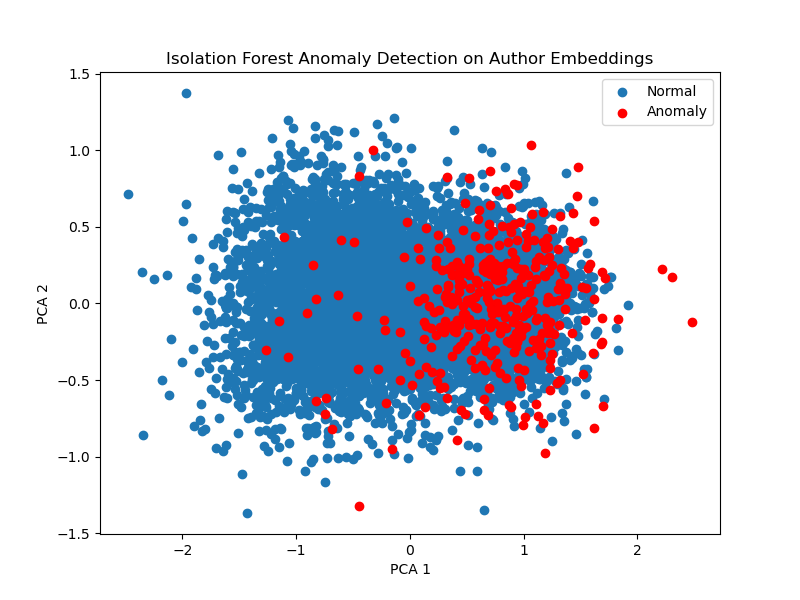 Isolation Forest Anomaly Detection on Author Embeddings
Normal
Anomaly
1.5
1.0
0.5
0.0
−0.5
−1.0
−1.5
PCA 2
−2
−1
0
1
2
PCA 1